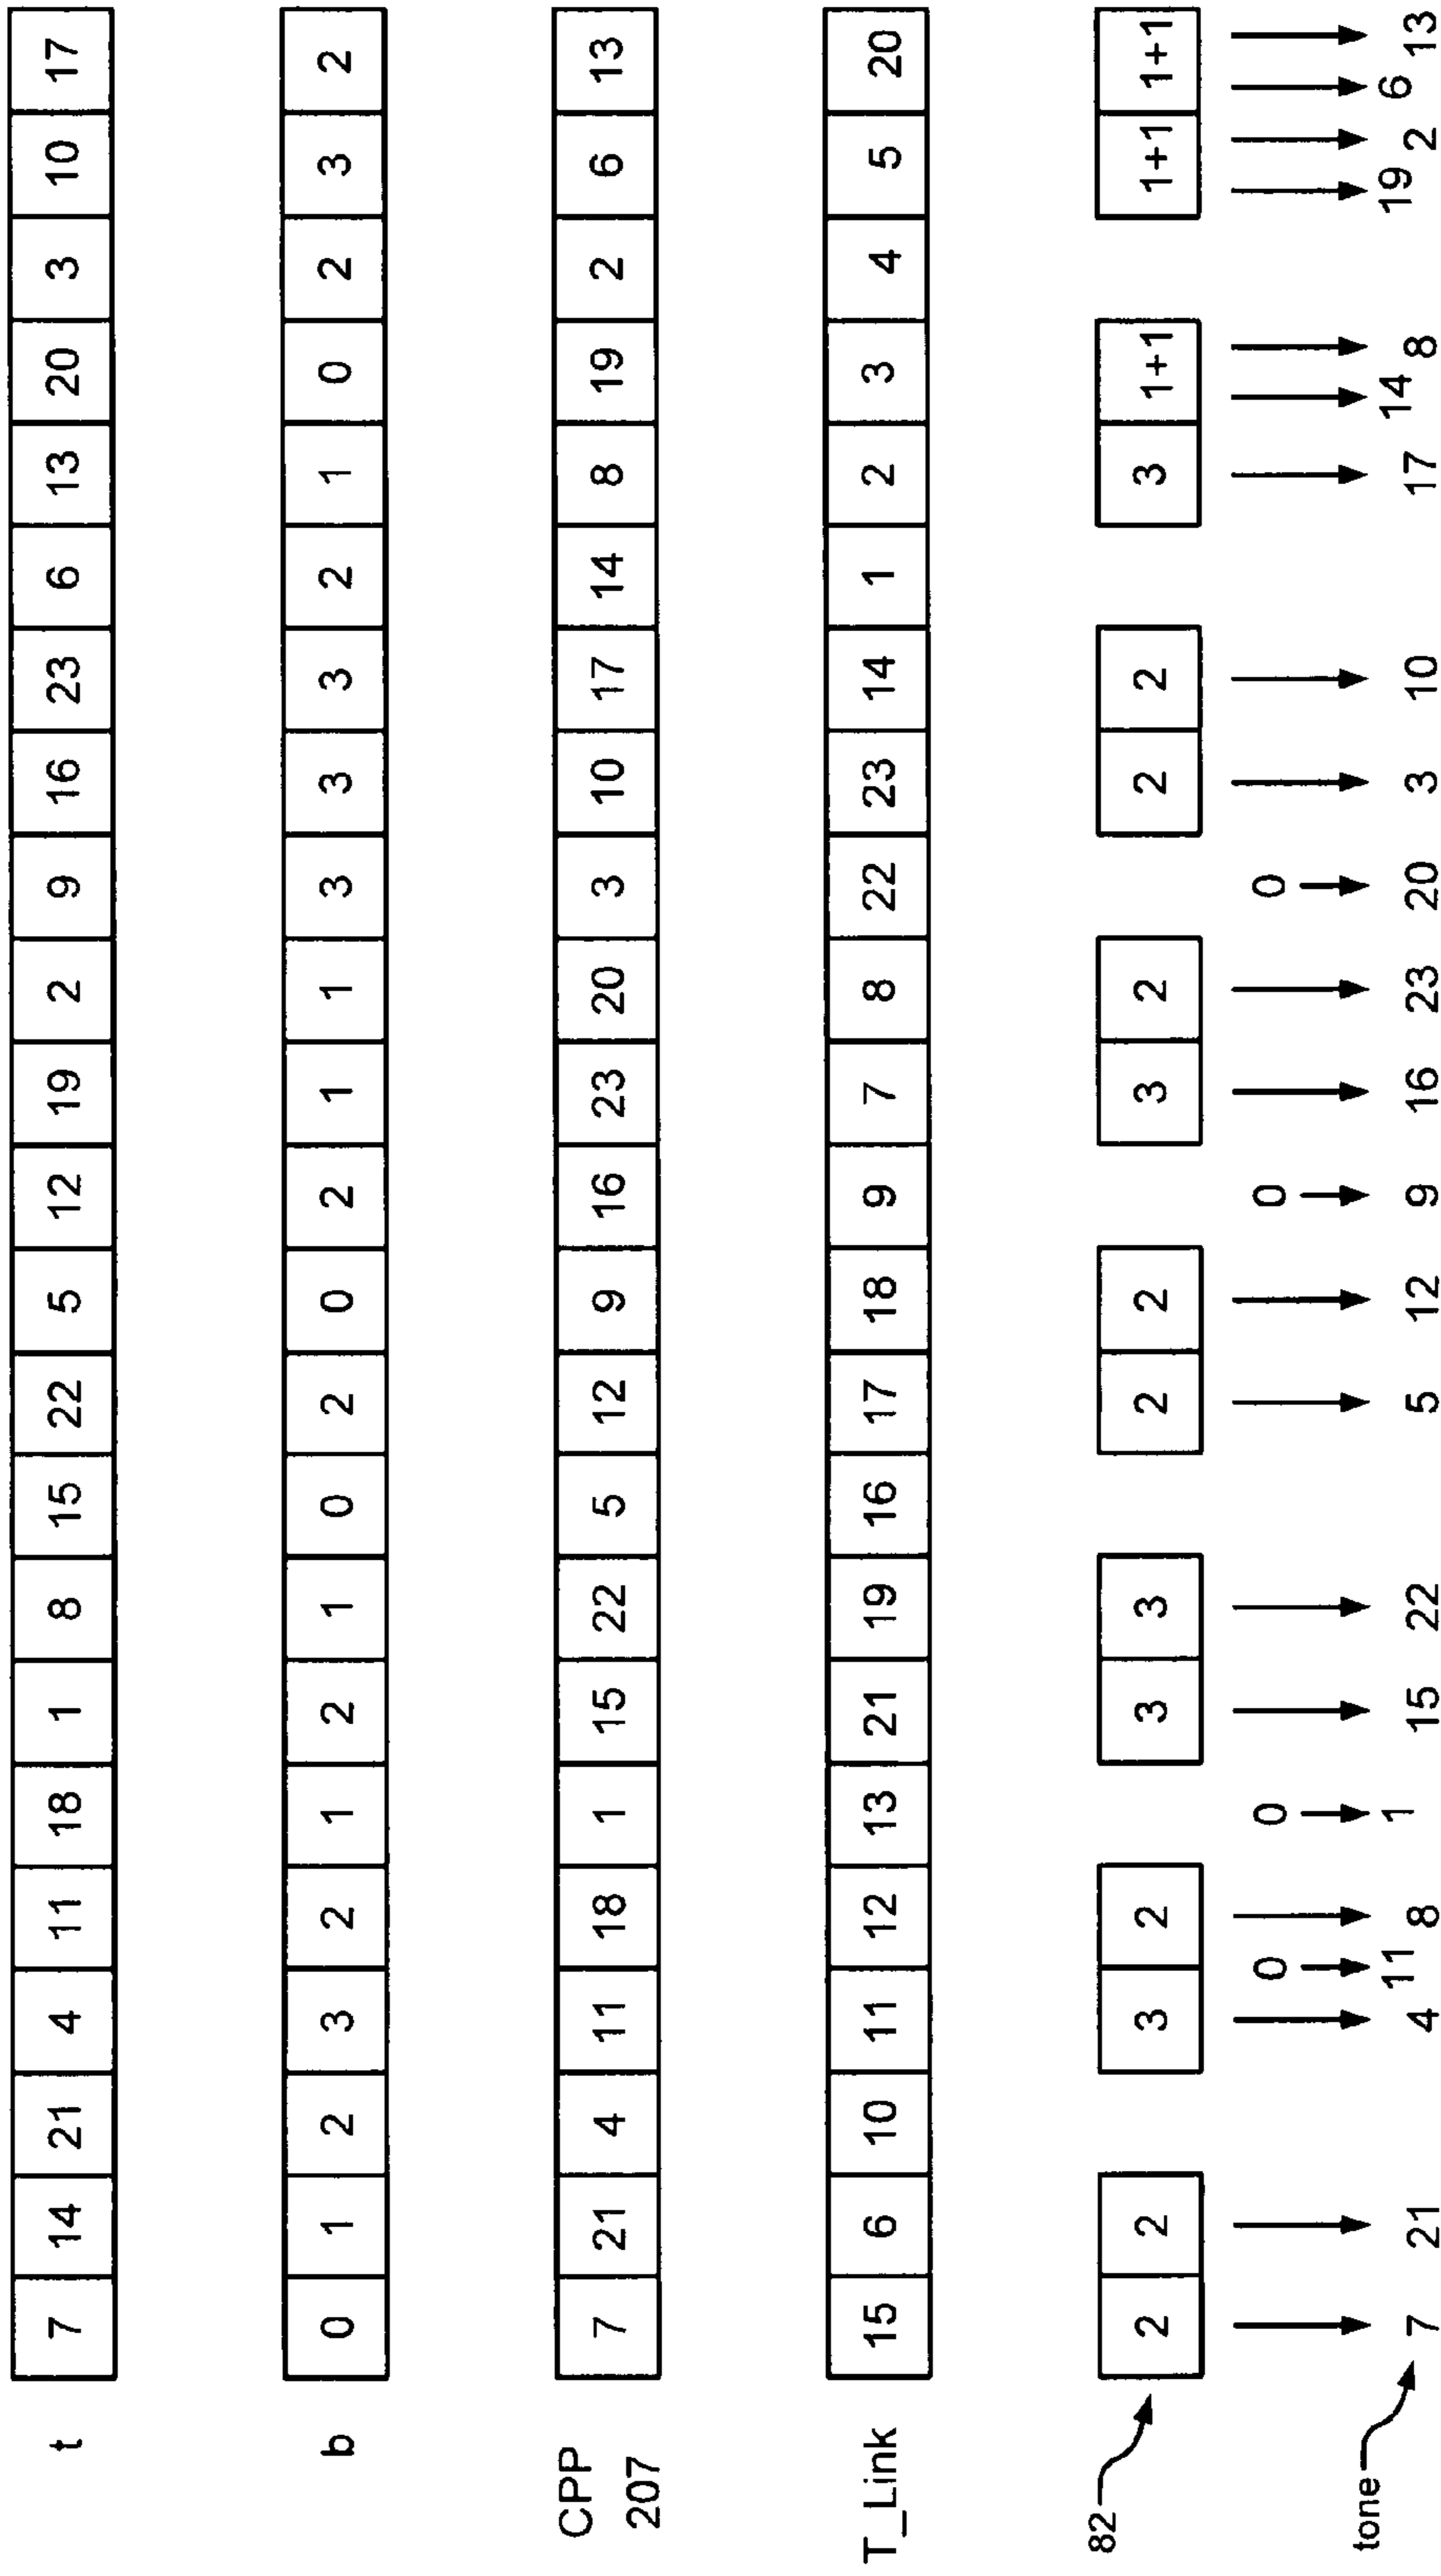 t 7 14 21 4 11 18 1 8 15 22 5 12 19 2 9 16 23 6 13 20 3 10 17
b 0 1 2 3 2 1 2 1 0 2 0 2 1 1 3 3 3 2 1 0 2 3 2
CPP 7 21 4 11 18 1 15 22 5 12 9 16 23 20 3 10 17 14 8 19 2 6 13
207
T_Link 15 6 10 11 12 13 21 19 16 17 18 9 7 8 22 23 14 1 2 3 4 5 20
82 2 2 3 2 3 3 2 2 3 2 2 2 3 1+1 1+1 1+1
0 0 0 0
tone 7 21 4 11 8 1 15 22 5 12 9 16 23 20 3 10 17 14 8 19 2 6 13